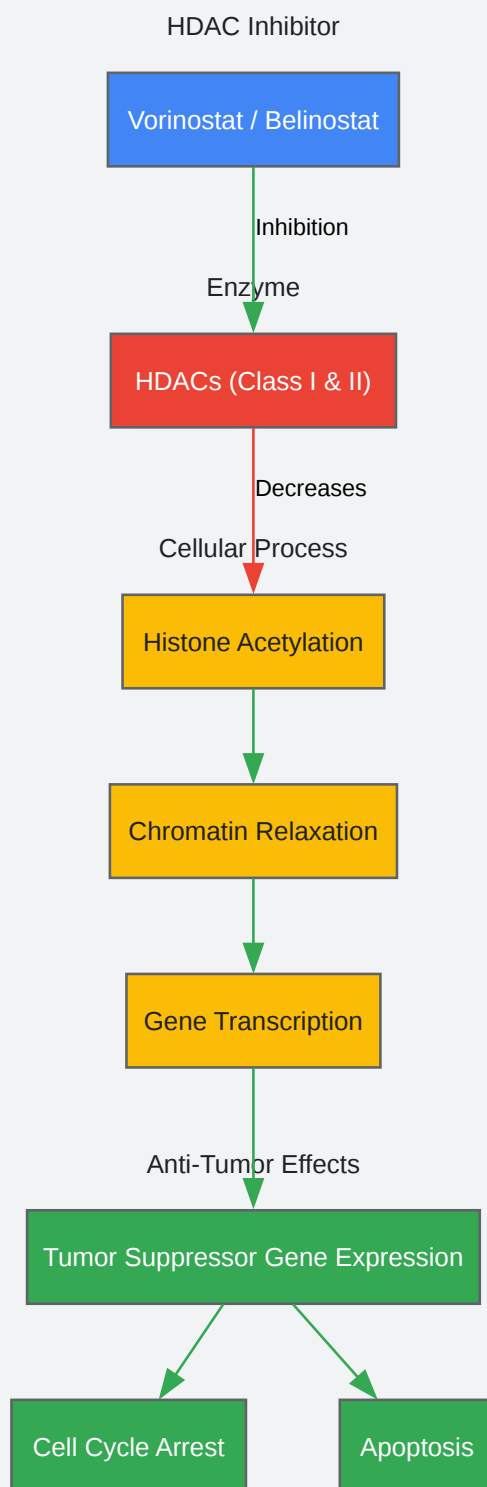 HDAC Inhibitor
Vorinostat / Belinostat
Inhibition
Enzyme
HDACs (Class I & II)
Decreases
Cellular Process
Histone Acetylation
Chromatin Relaxation
Gene Transcription
Anti-Tumor Effects
Tumor Suppressor Gene Expression
Cell Cycle Arrest
Apoptosis